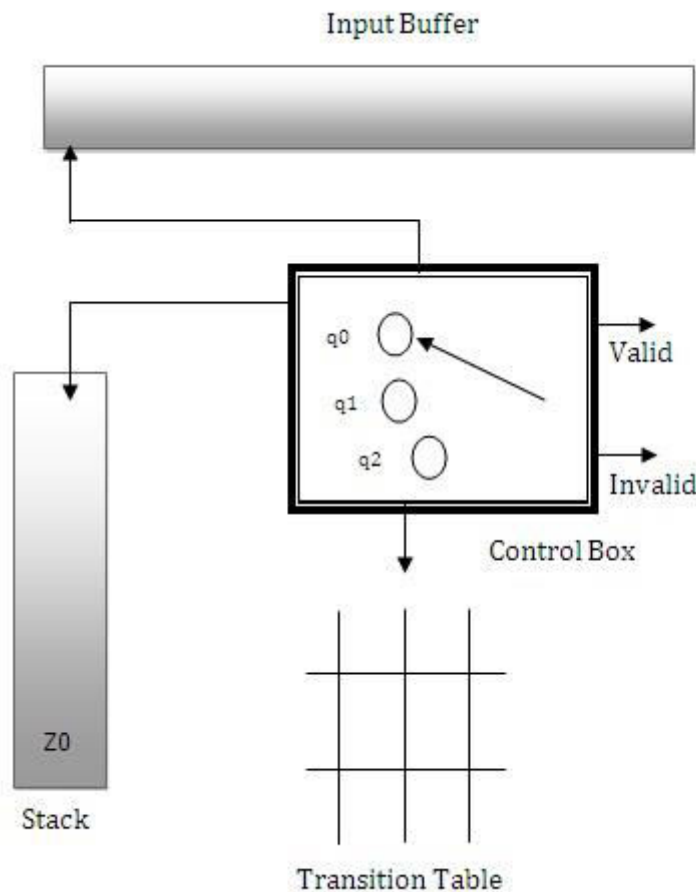 Input Buffer
q0
Valid
q1
q2
Invalid
Control Box
Z0
Stack
Transition Table